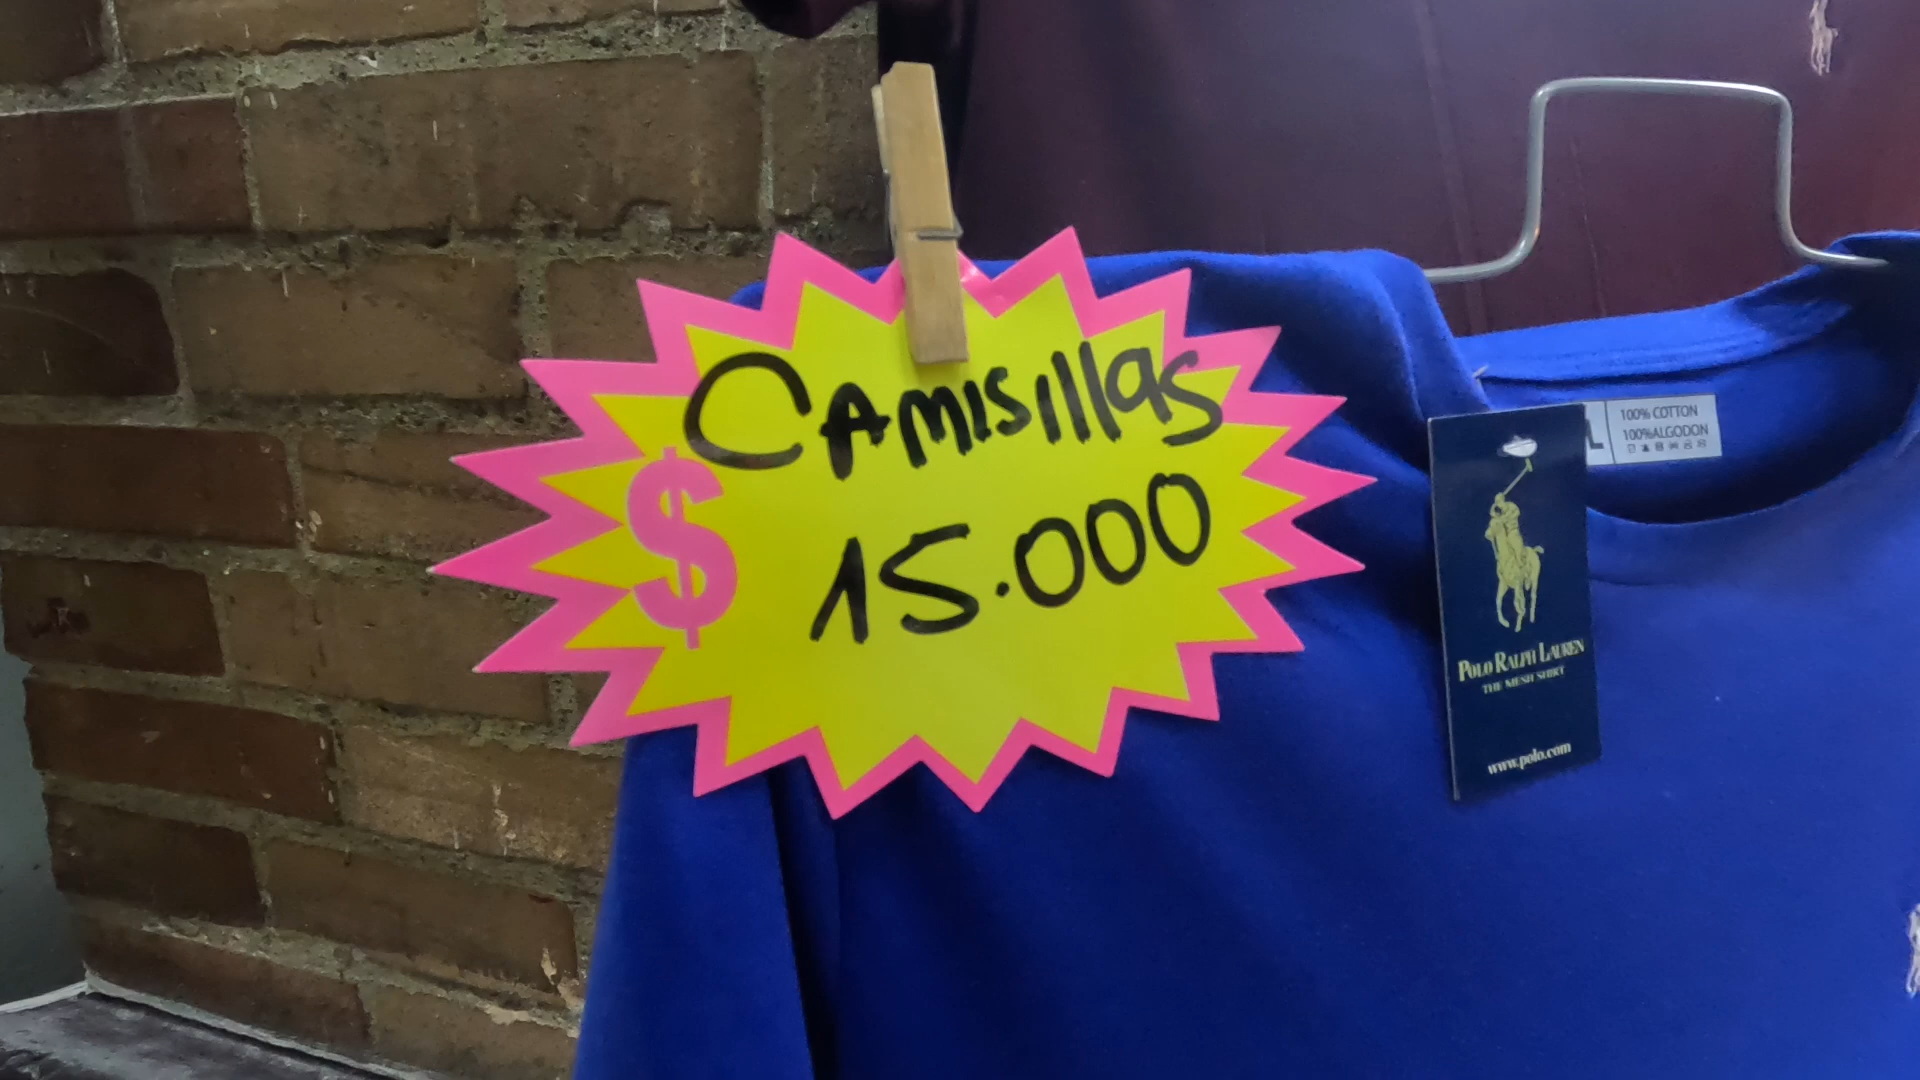 CAMISIllas
$ 15.000
L
100% COTTON
100%ALGODON
POLO RALPH LAUREN
THE MESH SHIRT
www.polo.com